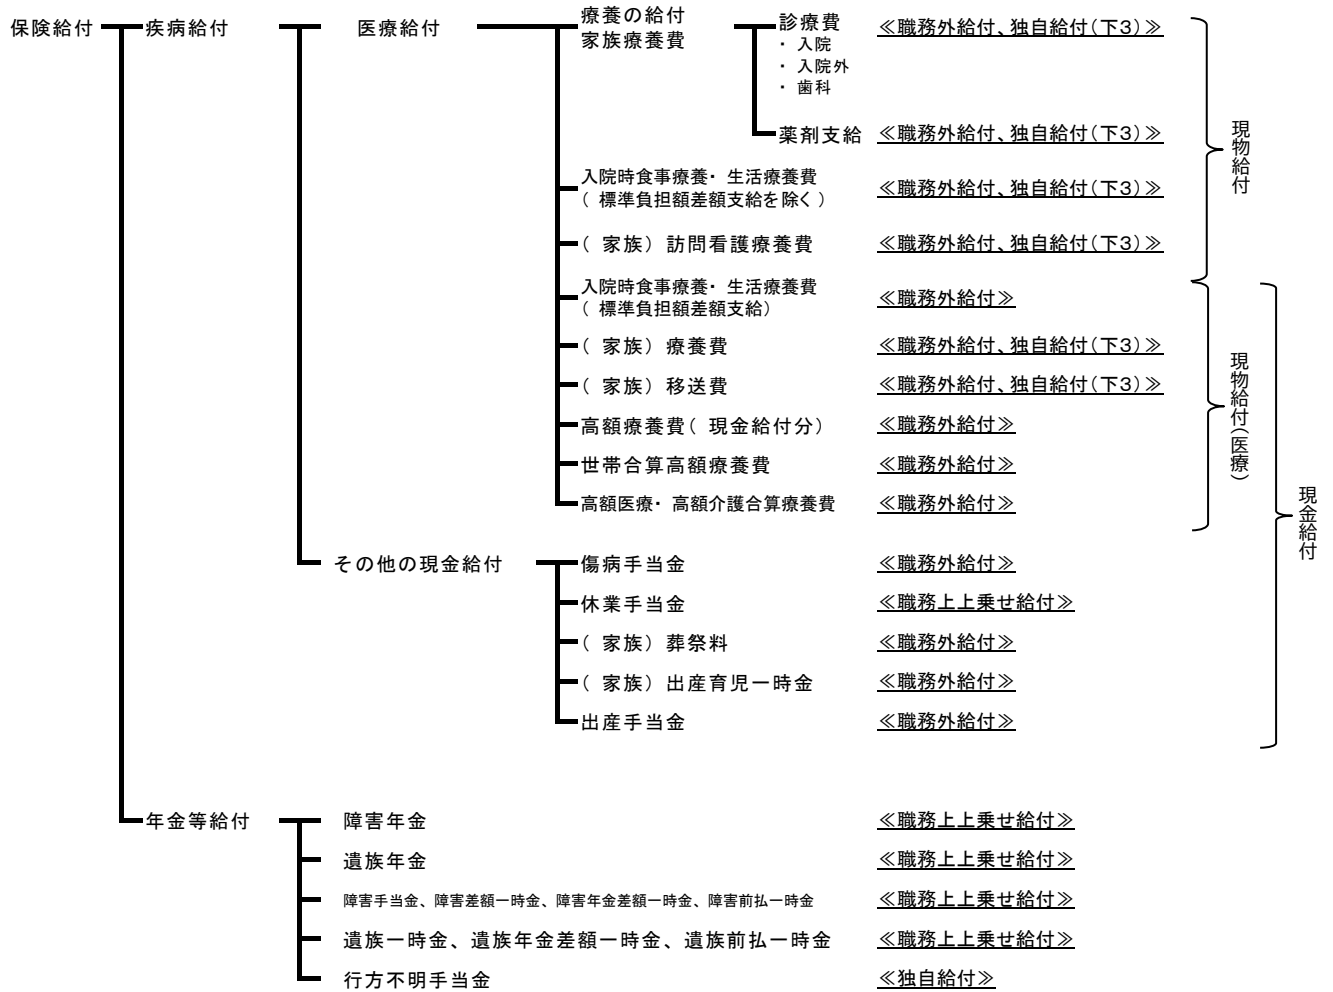 保険給付 疾病給付 医療給付 療養の給付 診療費 ≪職務外給付、独自給付（下３）≫
家族療養費
・ 入院
・ 入院外
・ 歯科
薬剤支給 ≪職務外給付、独自給付（下３）≫
現物給付
入院時食事療養・ 生活療養費
（ 標準負担額差額支給を除く ） ≪職務外給付、独自給付（下３）≫
（ 家族） 訪問看護療養費 ≪職務外給付、独自給付（下３）≫
入院時食事療養・ 生活療養費
（ 標準負担額差額支給） ≪職務外給付≫
（ 家族） 療養費 ≪職務外給付、独自給付（下３）≫
（ 家族） 移送費 ≪職務外給付、独自給付（下３）≫
現物給付（医療）
高額療養費（ 現金給付分） ≪職務外給付≫
世帯合算高額療養費 ≪職務外給付≫
高額医療・ 高額介護合算療養費 ≪職務外給付≫
現金給付
その他の現金給付 傷病手当金 ≪職務外給付≫
休業手当金 ≪職務上上乗せ給付≫
（ 家族） 葬祭料 ≪職務外給付≫
（ 家族） 出産育児一時金 ≪職務外給付≫
出産手当金 ≪職務外給付≫
年金等給付 障害年金 ≪職務上上乗せ給付≫
遺族年金 ≪職務上上乗せ給付≫
障害手当金、障害差額一時金、障害年金差額一時金、障害前払一時金 ≪職務上上乗せ給付≫
遺族一時金、遺族年金差額一時金、遺族前払一時金 ≪職務上上乗せ給付≫
行方不明手当金 ≪独自給付≫